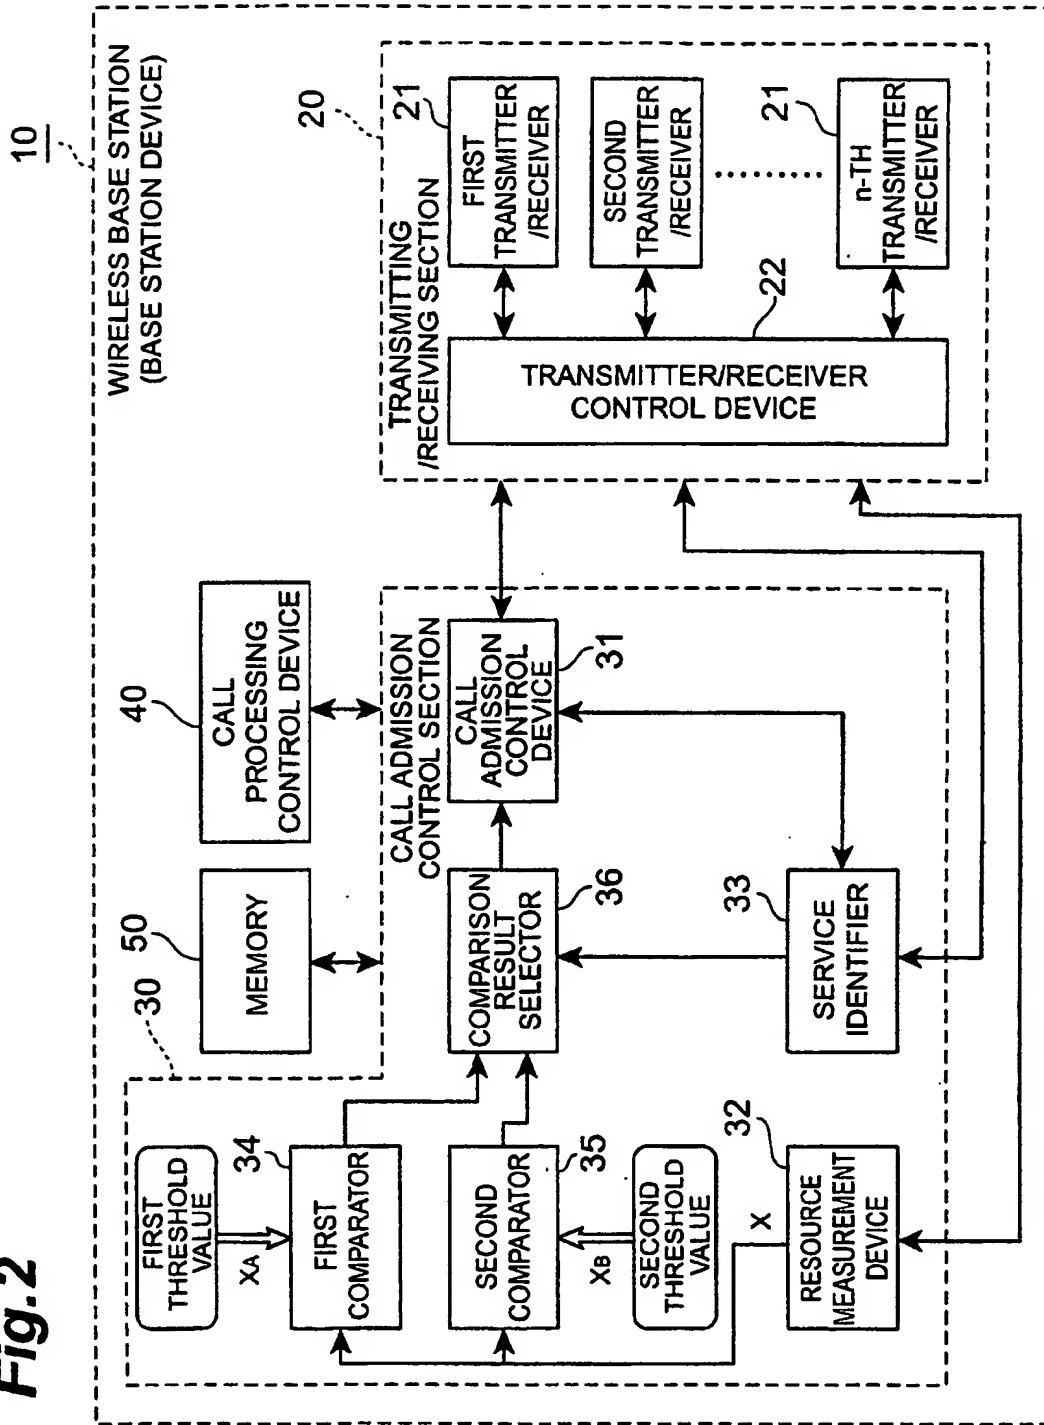 Fig.2
10
WIRELESS BASE STATION
(BASE STATION DEVICE)
30
50
MEMORY
40
CALL
PROCESSING
CONTROL DEVICE
20
TRANSMITTING
/RECEIVING SECTION
21
FIRST
TRANSMITTER
/RECEIVER
SECOND
TRANSMITTER
/RECEIVER
21
n-TH
TRANSMITTER
/RECEIVER
22
TRANSMITTER/RECEIVER
CONTROL DEVICE
CALL ADMISSION
CONTROL SECTION
FIRST
THRESHOLD
VALUE
XA
34
FIRST
COMPARATOR
SECOND
COMPARATOR
35
XB
SECOND
THRESHOLD
VALUE
X
32
RESOURCE
MEASUREMENT
DEVICE
COMPARISON
RESULT
SELECTOR
36
CALL
ADMISSION
CONTROL
DEVICE
31
33
SERVICE
IDENTIFIER